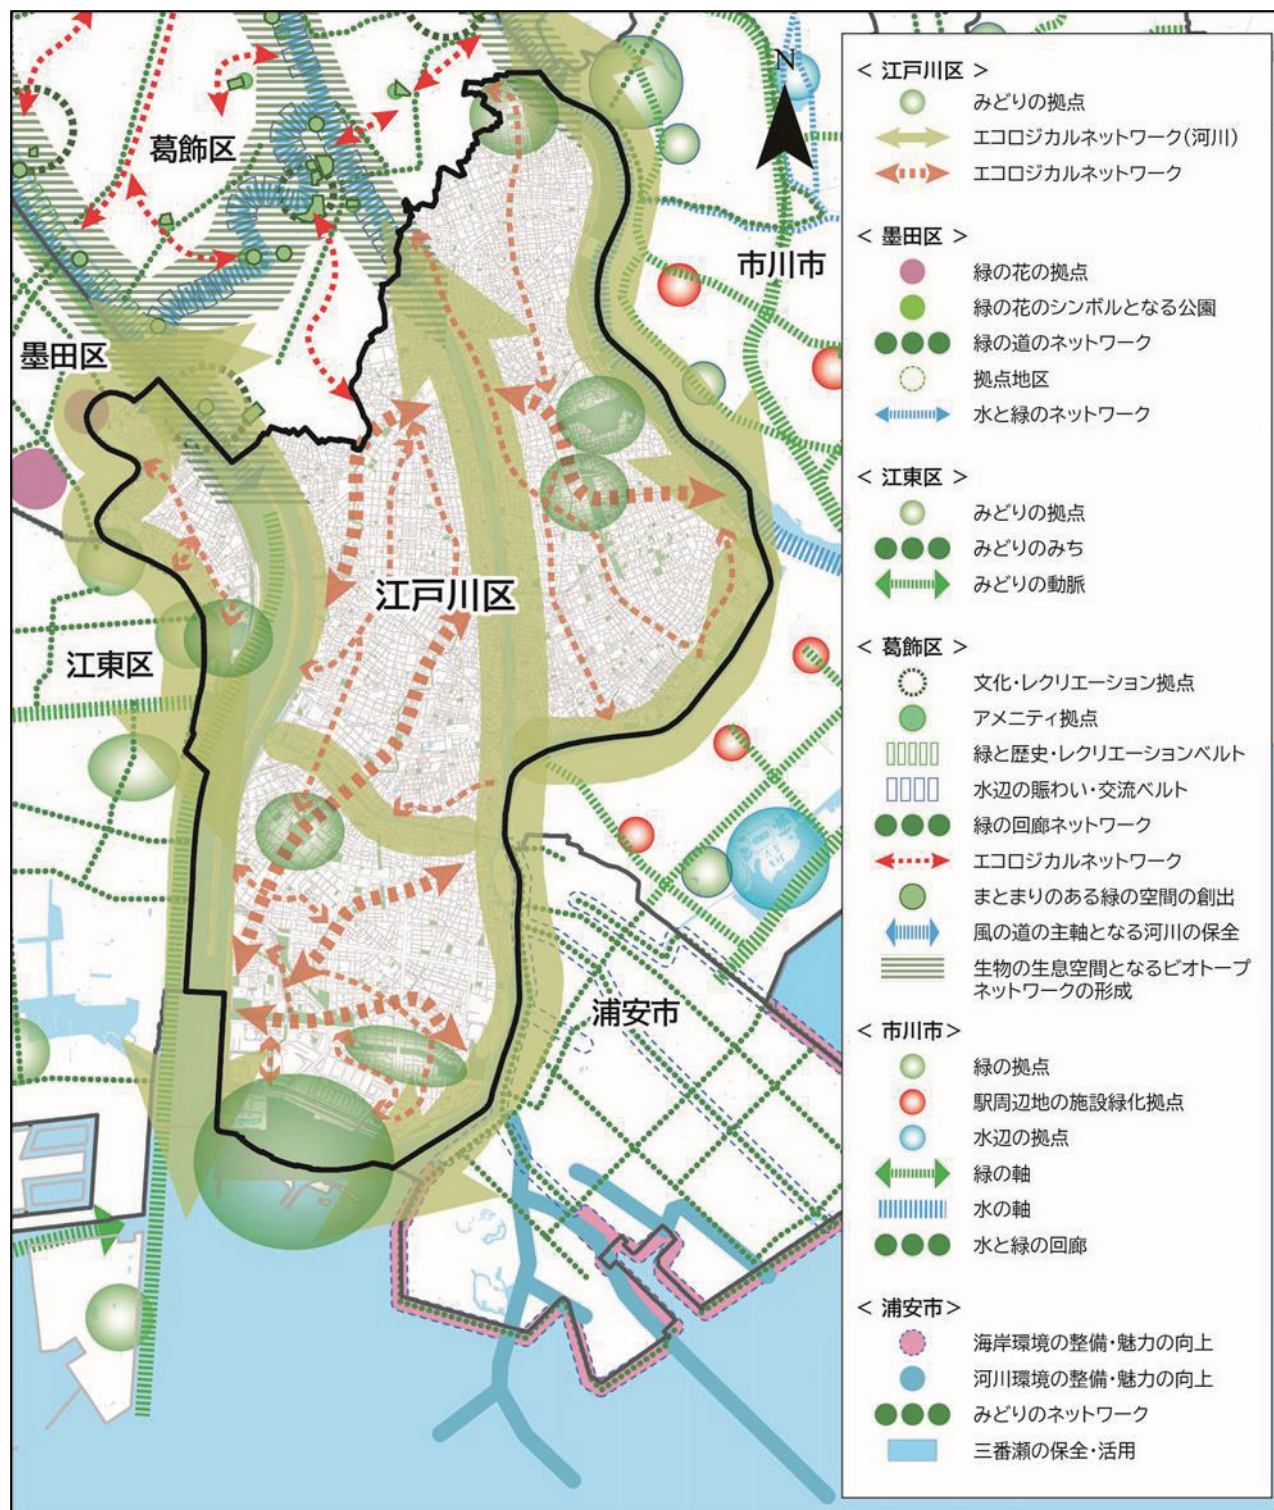 葛飾区
墨田区
市川市
江戸川区
江東区
浦安市
N
< 江戸川区 >
みどりの拠点
エコロジカルネットワーク(河川)
エコロジカルネットワーク
< 墨田区 >
緑の花の拠点
緑の花のシンボルとなる公園
緑の道のネットワーク
拠点地区
水と緑のネットワーク
< 江東区 >
みどりの拠点
みどりのみち
みどりの動脈
< 葛飾区 >
文化・レクリエーション拠点
アメニティ拠点
緑と歴史・レクリエーションベルト
水辺の賑わい・交流ベルト
緑の回廊ネットワーク
エコロジカルネットワーク
まとまりのある緑の空間の創出
風の道の主軸となる河川の保全
生物の生息空間となるビオトープ
ネットワークの形成
< 市川市>
緑の拠点
駅周辺地の施設緑化拠点
水辺の拠点
緑の軸
水の軸
水と緑の回廊
< 浦安市>
海岸環境の整備・魅力の向上
河川環境の整備・魅力の向上
みどりのネットワーク
三番瀬の保全・活用